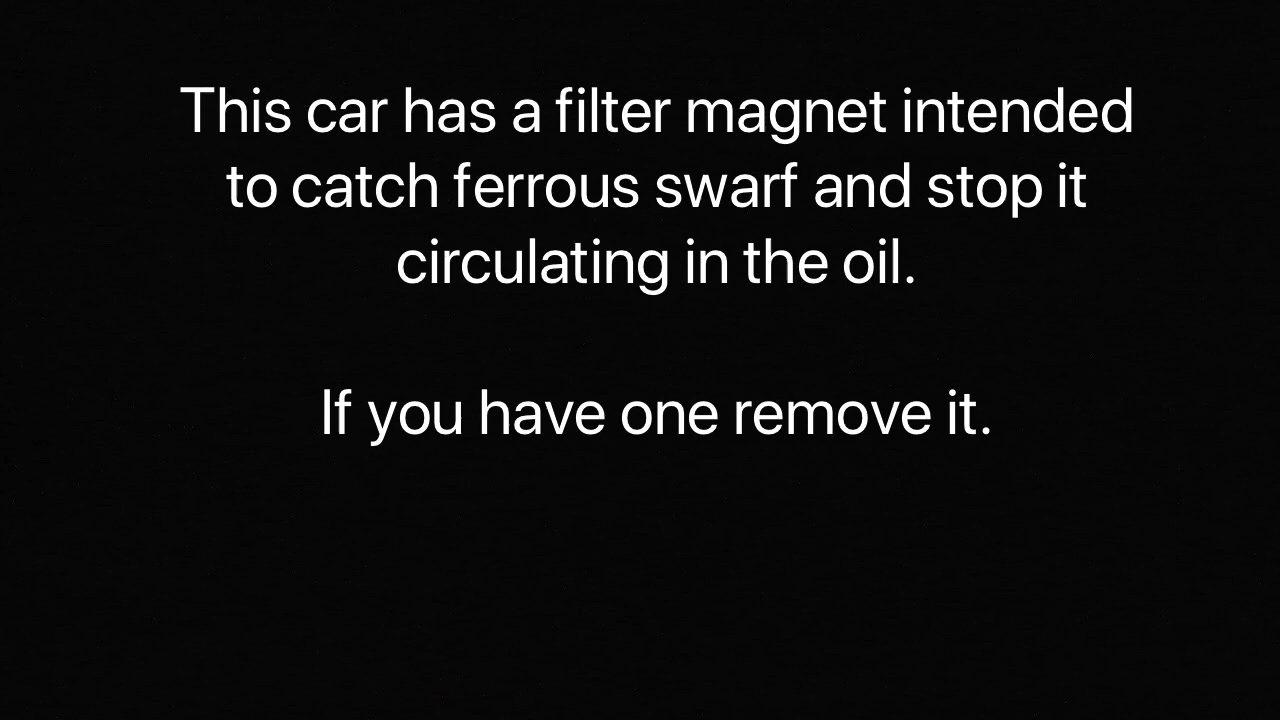 This car has a filter magnet intended
to catch ferrous swarf and stop it
circulating in the oil.
If you have one remove it.